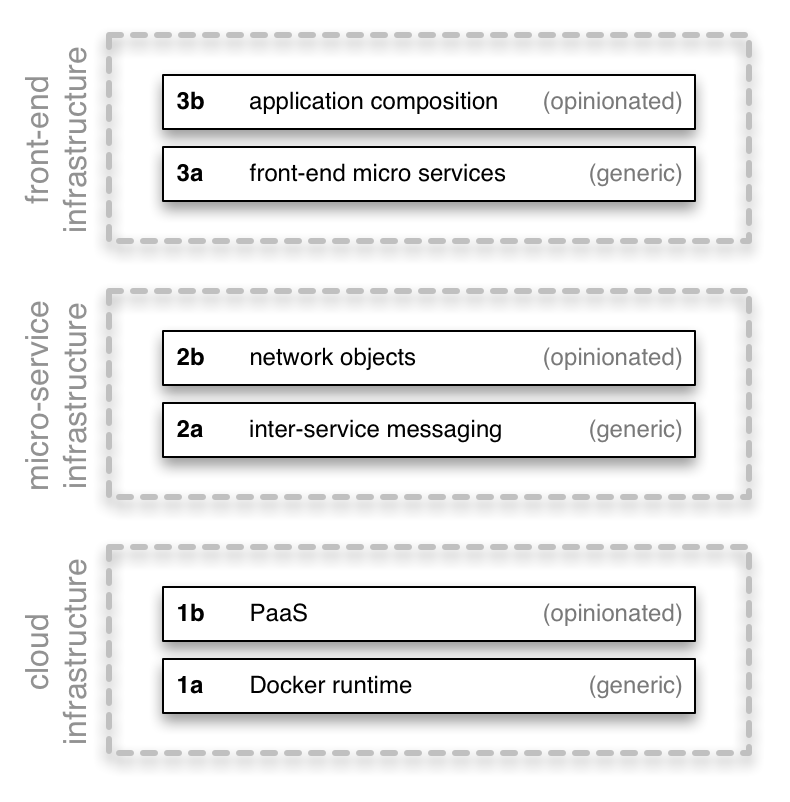 front-end
infrastructure
3b application composition (opinionated)
3a front-end micro services (generic)
micro-service
infrastructure
2b network objects (opinionated)
2a inter-service messaging (generic)
cloud
infrastructure
1b PaaS (opinionated)
1a Docker runtime (generic)